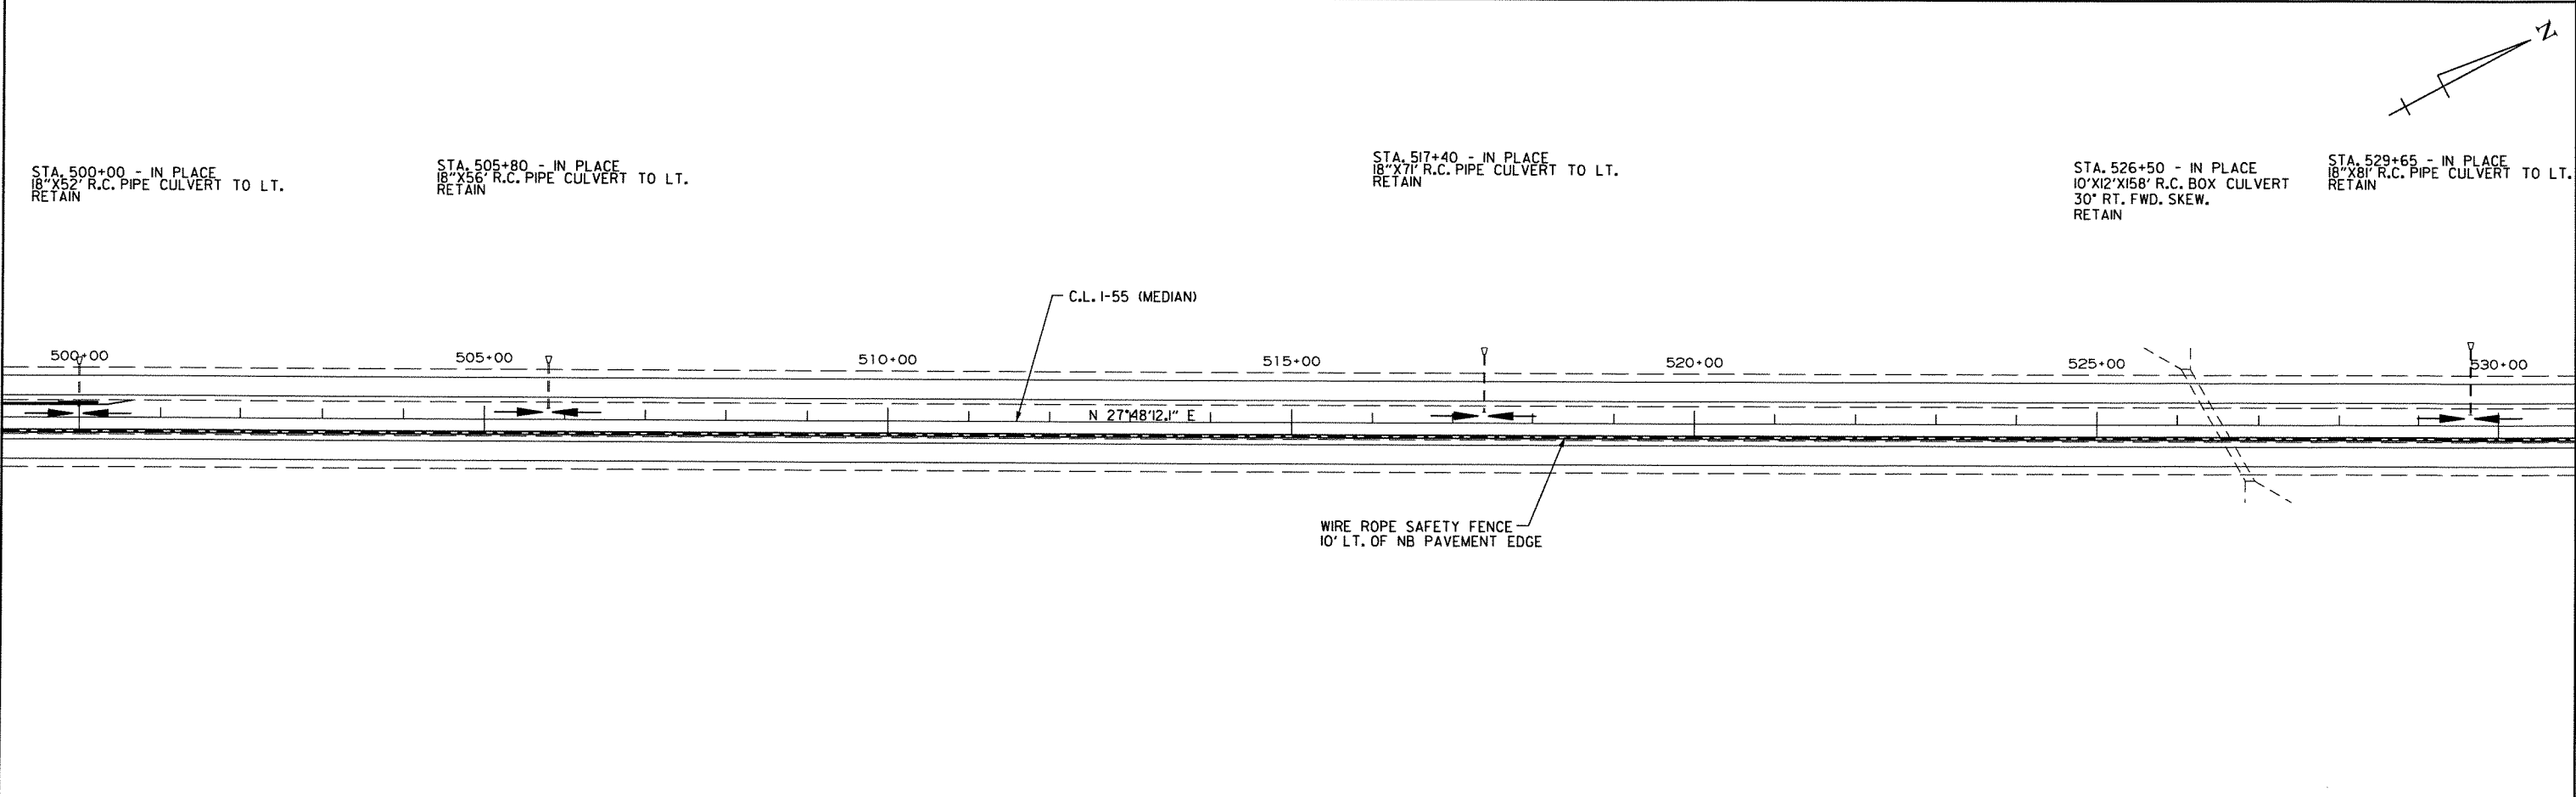 N
STA. 500+00 - IN PLACE
18"X52' R.C. PIPE CULVERT TO LT.
RETAIN
STA. 505+80 - IN PLACE
18"X56' R.C. PIPE CULVERT TO LT.
RETAIN
STA. 517+40 - IN PLACE
18"X71' R.C. PIPE CULVERT TO LT.
RETAIN
STA. 526+50 - IN PLACE
10'X12'X158' R.C. BOX CULVERT
30° RT. FWD. SKEW.
RETAIN
STA. 529+65 - IN PLACE
18"X81' R.C. PIPE CULVERT TO LT.
RETAIN
C.L. I-55 (MEDIAN)
500+00
505+00
510+00
515+00
520+00
525+00
530+00
N 27°48'12.1" E
WIRE ROPE SAFETY FENCE
10' LT. OF NB PAVEMENT EDGE